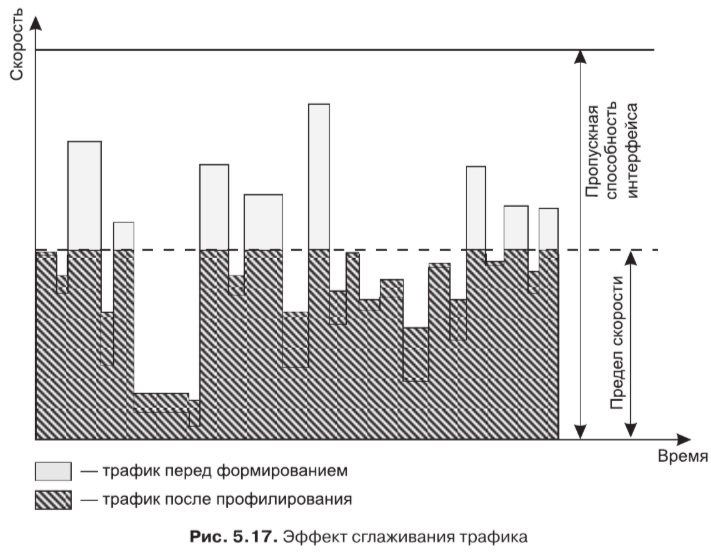 Скорость
Пропускная
способность
интерфейса
Предел скорости
Время
— трафик перед формированием
— трафик после профилирования
Рис. 5.17. Эффект сглаживания трафика